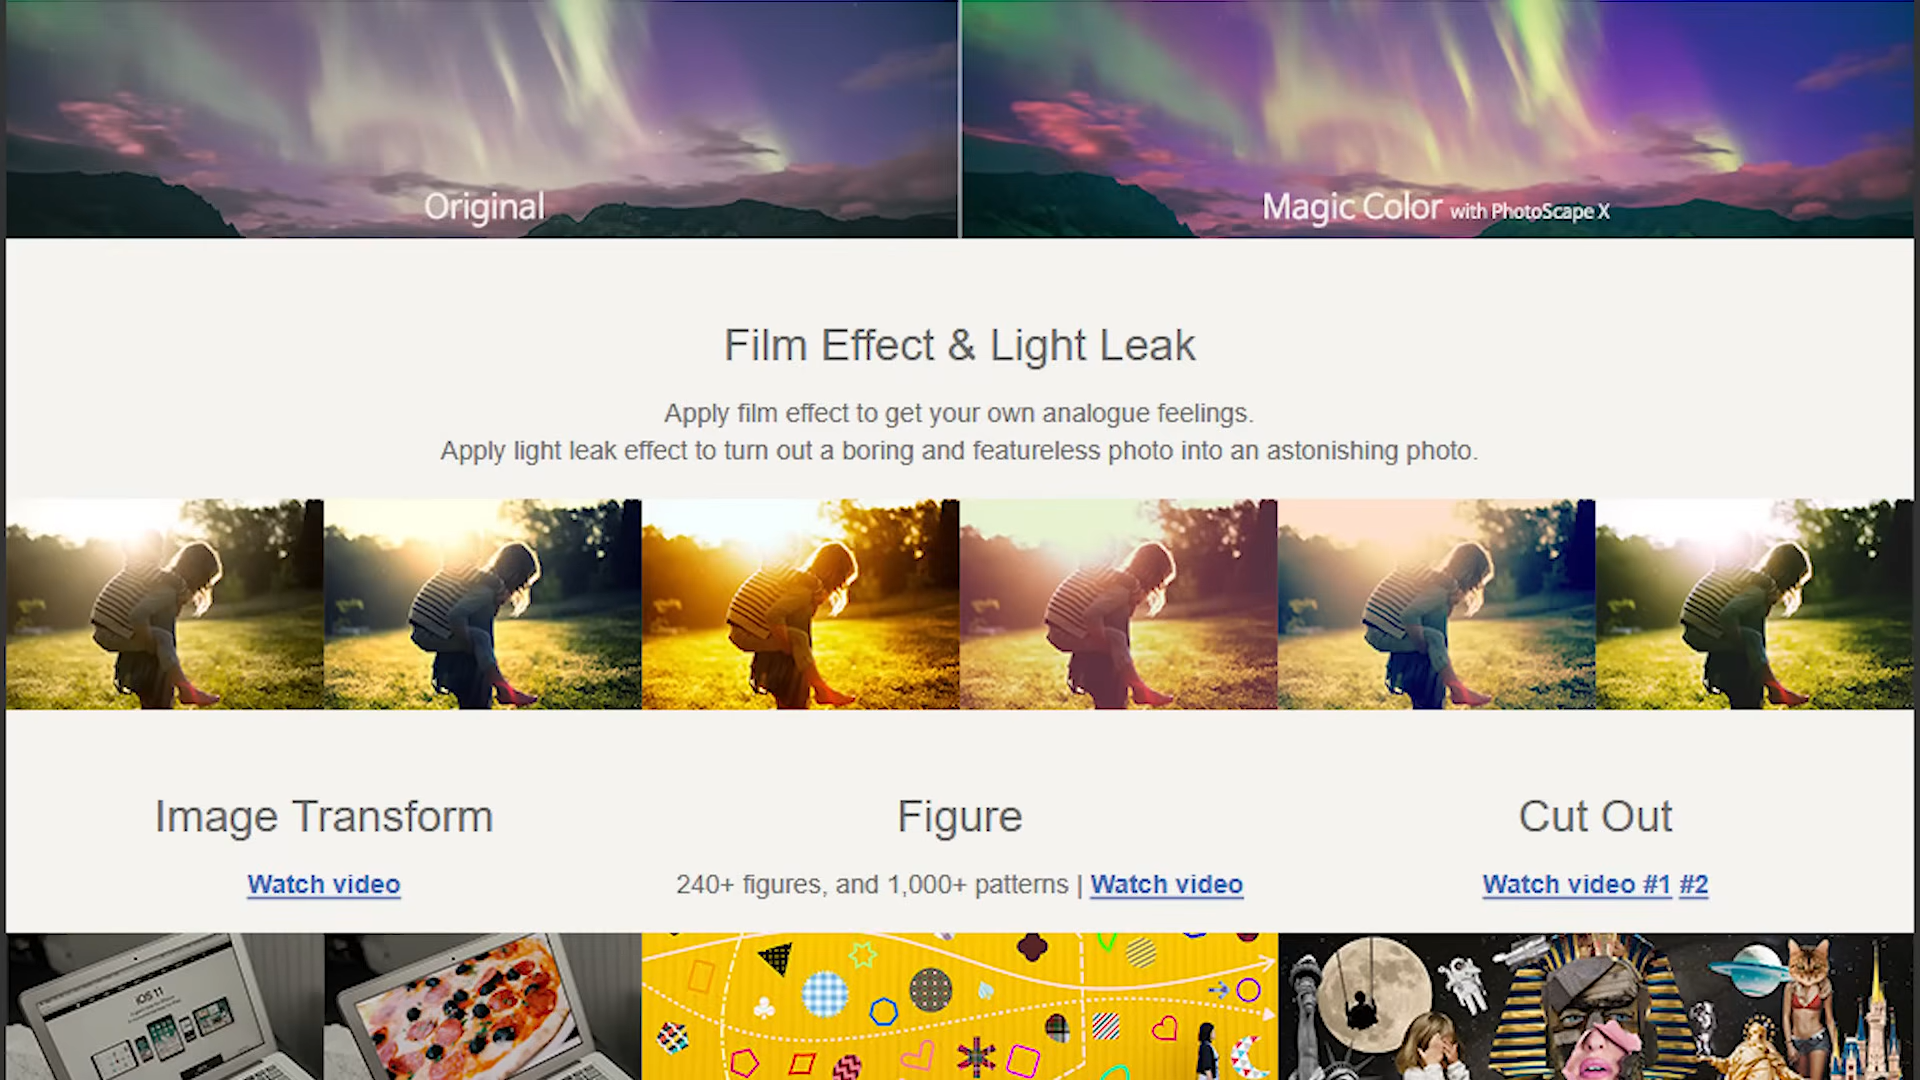 Original
Magic Color with PhotoScape X
Film Effect & Light Leak
Apply film effect to get your own analogue feelings.
Apply light leak effect to turn out a boring and featureless photo into an astonishing photo.
Image Transform
Figure
Cut Out
Watch video
240+ figures, and 1,000+ patterns | Watch video
Watch video #1 #2
iOS 11